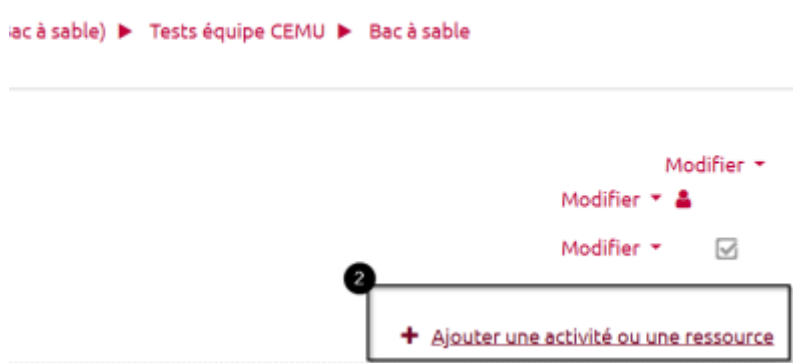 ac à sable) ▶ Tests équipe CEMU ▶ Bac à sable
Modifier
Modifier
Modifier
2
+ Ajouter une activité ou une ressource